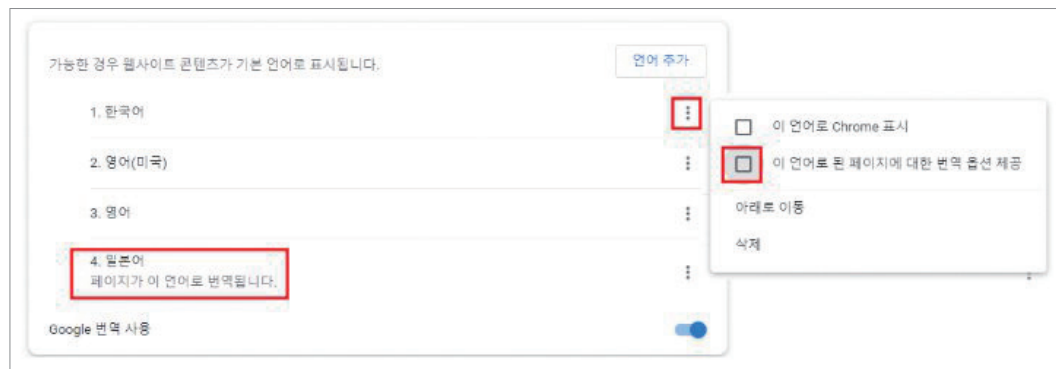 가능한 경우 웹사이트 콘텐츠가 기본 언어로 표시됩니다.
언어 추가
1. 한국어
2. 영어(미국)
3. 영어
4. 일본어
페이지가 이 언어로 번역됩니다.
Google 번역 사용
이 언어로 Chrome 표시
이 언어로 된 페이지에 대한 번역 옵션 제공
아래로 이동
삭제